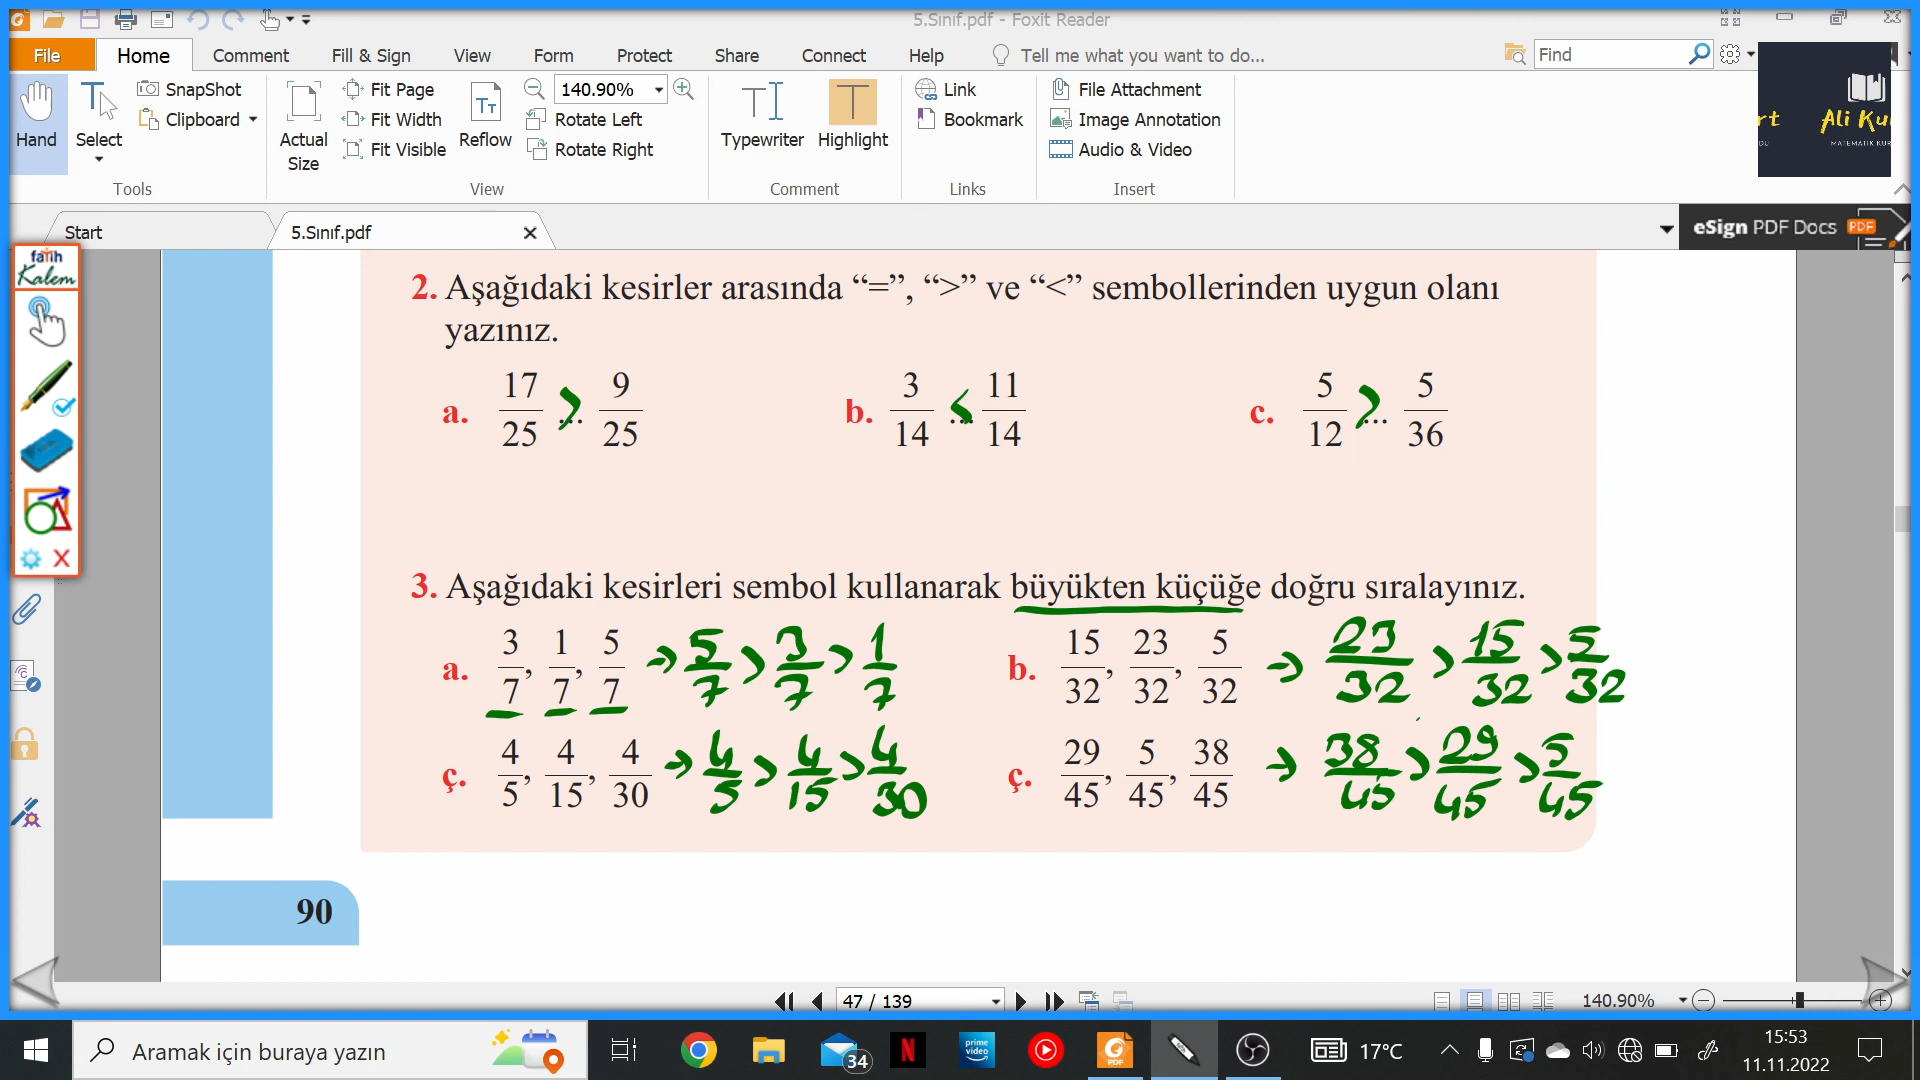 5.Sınıf.pdf - Foxit Reader
File Home Comment Fill & Sign View Form Protect Share Connect Help Tell me what you want to do... Find
Hand Select SnapShot Clipboard Actual Size Fit Page Fit Width Fit Visible Reflow 140.90% Rotate Left Rotate Right Typewriter Highlight Link Bookmark File Attachment Image Annotation Audio & Video
Tools View Comment Links Insert
rt Ali Ku
DU MATEMATIK KUR
Start 5.Sınıf.pdf eSign PDF Docs PDF
fatih
Kalem
2. Aşağıdaki kesirler arasında “=”, “>” ve “<” sembollerinden uygun olanı
yazınız.
a. 17/25 > ... 9/25 b. 3/14 < ... 11/14 c. 5/12 > ... 5/36
3. Aşağıdaki kesirleri sembol kullanarak büyükten küçüğe doğru sıralayınız.
a. 3/7, 1/7, 5/7 → 5/7 > 3/7 > 1/7 b. 15/32, 23/32, 5/32 → 23/32 > 15/32 > 5/32
ç. 4/5, 4/15, 4/30 → 4/5 > 4/15 > 4/30 ç. 29/45, 5/45, 38/45 → 38/45 > 29/45 > 5/45
90
47 / 139 140.90%
Aramak için buraya yazın 34 N prime video PDF 17°C 15:53
11.11.2022